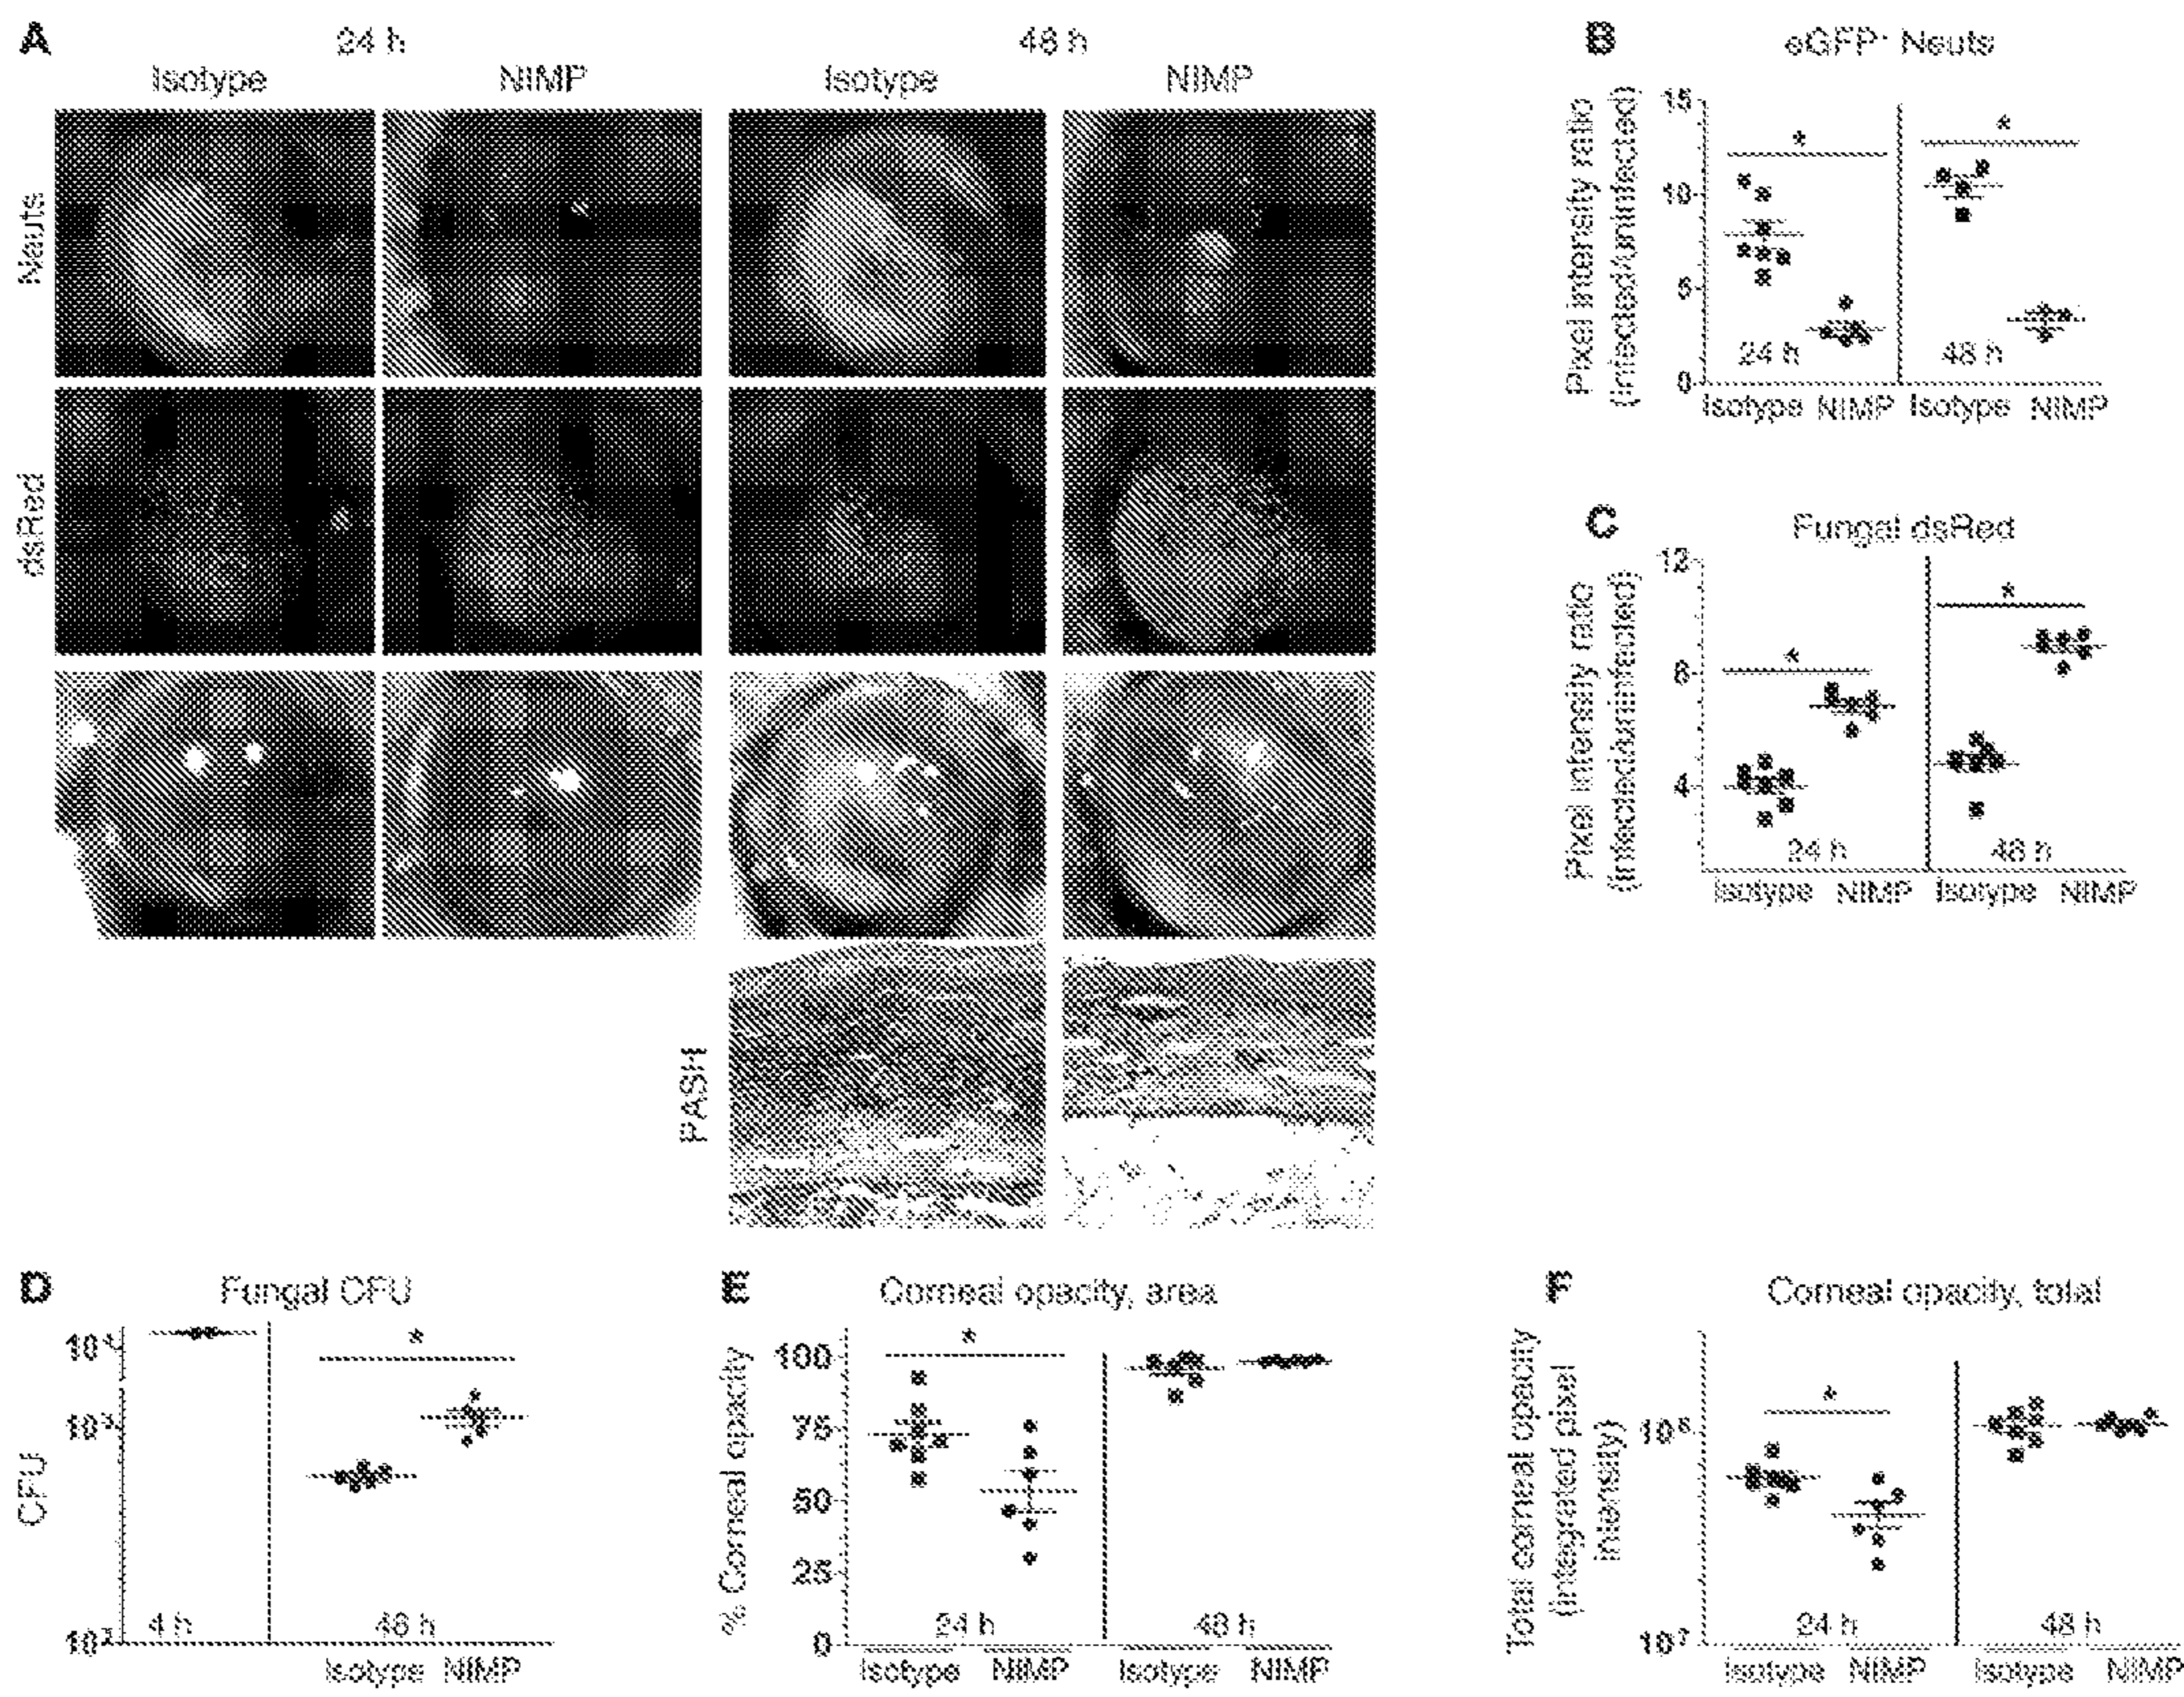 A
24 h
48 h
Isotype
NIMP
Isotype
NIMP
Neuts
dsRed
PASH
B
eGFP⁺ Neuts
Pixel intensity ratio
(infected/uninfected)
15
10
5
0
*
*
24 h
48 h
Isotype NIMP Isotype NIMP
C
Fungal dsRed
Pixel intensity ratio
(infected/uninfected)
12
8
4
*
*
24 h
48 h
Isotype NIMP Isotype NIMP
D
Fungal CFU
CFU
10⁴
10³
10²
*
4 h
48 h
Isotype NIMP
E
Corneal opacity, area
% Corneal opacity
100
75
50
25
0
*
24 h
48 h
Isotype NIMP Isotype NIMP
F
Corneal opacity, total
Total corneal opacity
(integrated pixel
intensity)
10⁷
*
24 h
48 h
Isotype NIMP Isotype NIMP